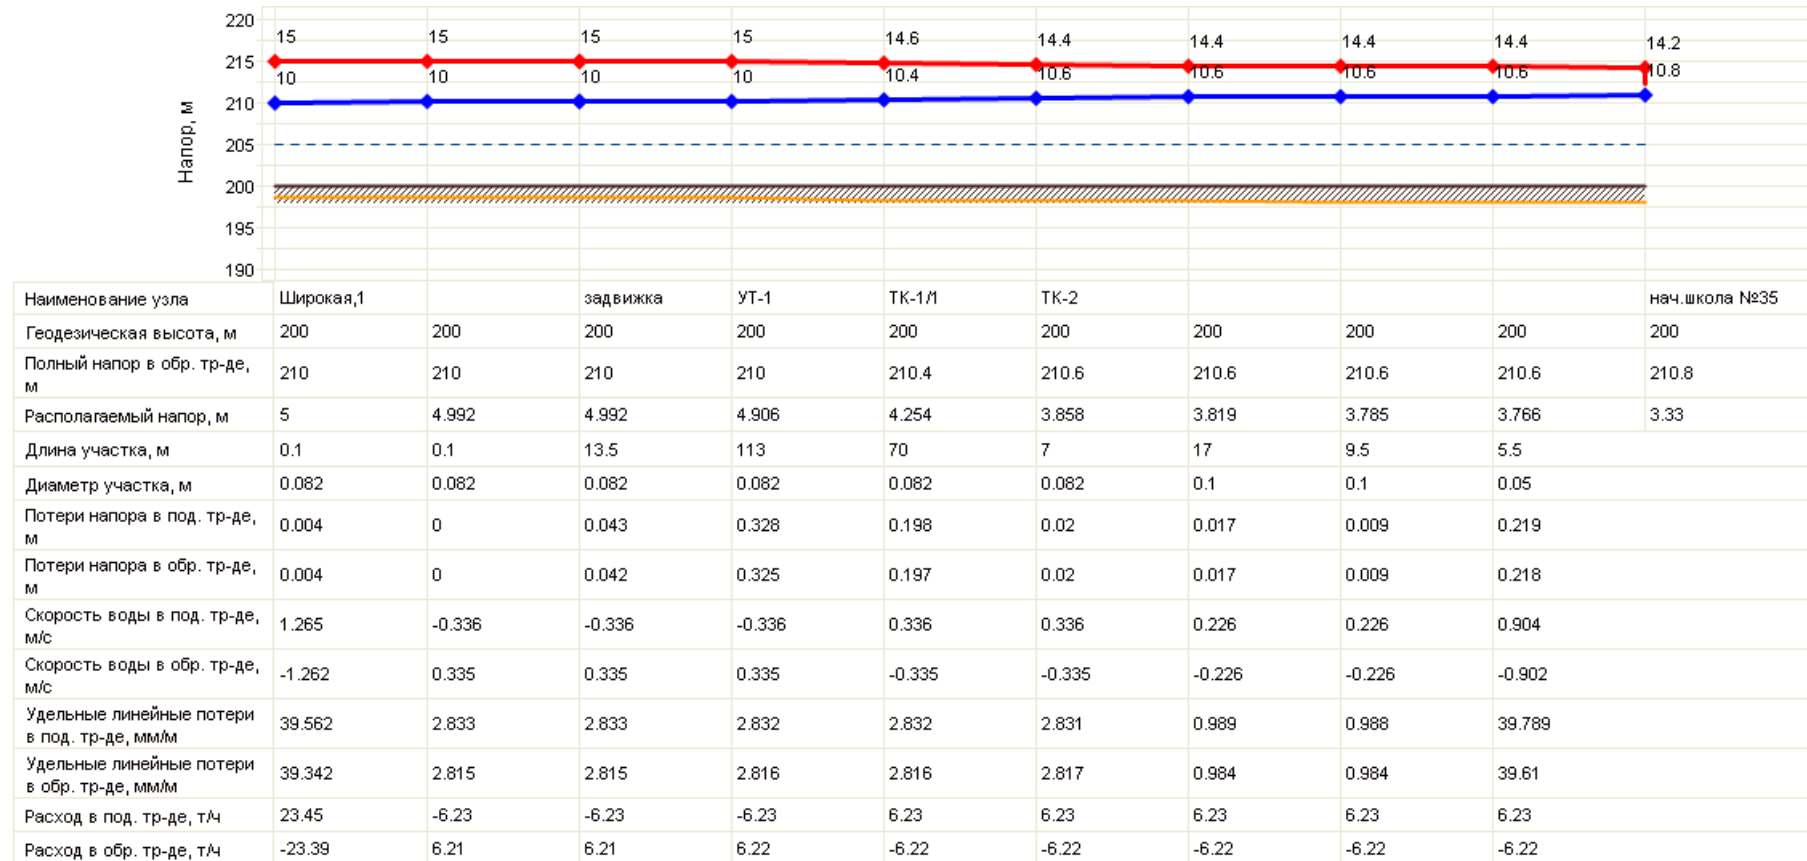 220
15 15 15 15 14.6 14.4 14.4 14.4 14.4 14.2
215
10 10 10 10 10.4 10.6 10.6 10.6 10.6 10.8
210
Напор, м
205
200
195
190
Наименование узла Широкая,1 задвижка УТ-1 ТК-1/1 ТК-2 нач.школа №35
Геодезическая высота, м 200 200 200 200 200 200 200 200 200 200
Полный напор в обр. тр-де,
м 210 210 210 210 210.4 210.6 210.6 210.6 210.6 210.8
Располагаемый напор, м 5 4.992 4.992 4.906 4.254 3.858 3.819 3.785 3.766 3.33
Длина участка, м 0.1 0.1 13.5 113 70 7 17 9.5 5.5
Диаметр участка, м 0.082 0.082 0.082 0.082 0.082 0.082 0.1 0.1 0.05
Потери напора в под. тр-де,
м 0.004 0 0.043 0.328 0.198 0.02 0.017 0.009 0.219
Потери напора в обр. тр-де,
м 0.004 0 0.042 0.325 0.197 0.02 0.017 0.009 0.218
Скорость воды в под. тр-де,
м/с 1.265 -0.336 -0.336 -0.336 0.336 0.336 0.226 0.226 0.904
Скорость воды в обр. тр-де,
м/с -1.262 0.335 0.335 0.335 -0.335 -0.335 -0.226 -0.226 -0.902
Удельные линейные потери
в под. тр-де, мм/м 39.562 2.833 2.833 2.832 2.832 2.831 0.989 0.988 39.789
Удельные линейные потери
в обр. тр-де, мм/м 39.342 2.815 2.815 2.816 2.816 2.817 0.984 0.984 39.61
Расход в под. тр-де, т/ч 23.45 -6.23 -6.23 -6.23 6.23 6.23 6.23 6.23 6.23
Расход в обр. тр-де, т/ч -23.39 6.21 6.21 6.22 -6.22 -6.22 -6.22 -6.22 -6.22